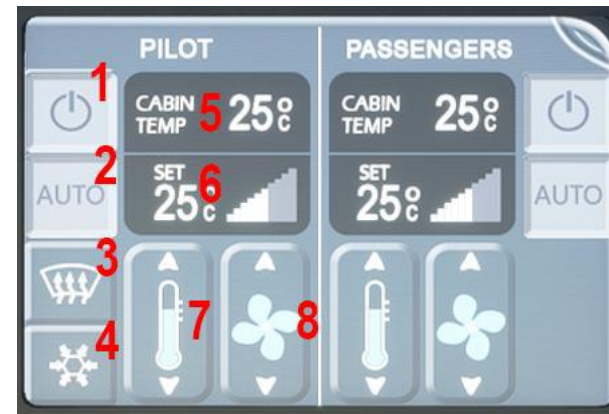 PILOT
PASSENGERS
1
CABIN
TEMP
5
25°C
CABIN
TEMP
25°C
2
AUTO
SET
25°C
6
SET
25°C
AUTO
3
7
8
4